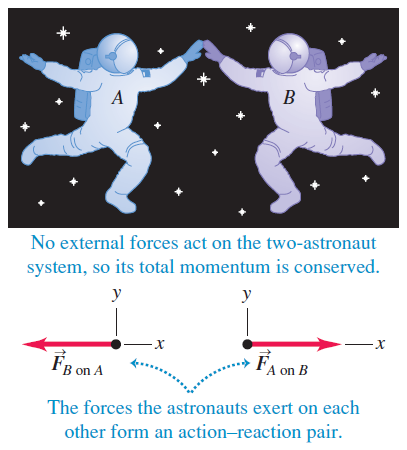 A B
No external forces act on the two-astronaut
system, so its total momentum is conserved.
y y
x x
F⃗B on A F⃗A on B
The forces the astronauts exert on each
other form an action–reaction pair.